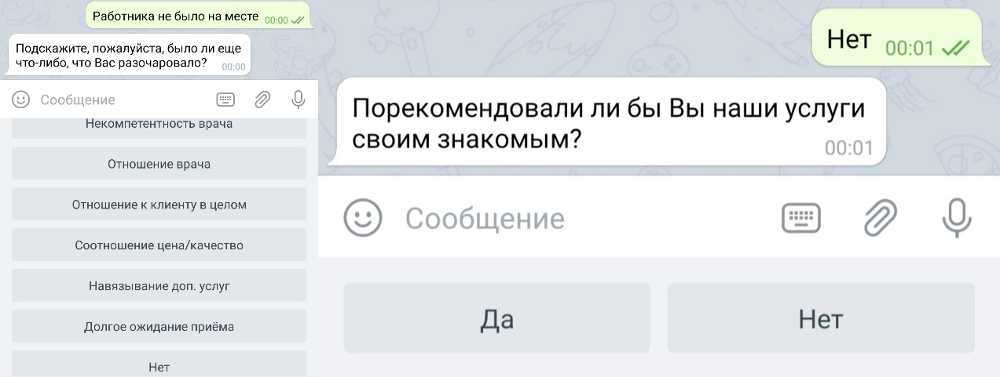 Работника не было на месте 00:00
Подскажите, пожалуйста, было ли еще
что-либо, что Вас разочаровало? 00:00
Сообщение
Некомпетентность врача
Отношение врача
Отношение к клиенту в целом
Соотношение цена/качество
Навязывание доп. услуг
Долгое ожидание приёма
Нет
Нет 00:01
Порекомендовали ли бы Вы наши услуги
своим знакомым? 00:01
Сообщение
Да
Нет